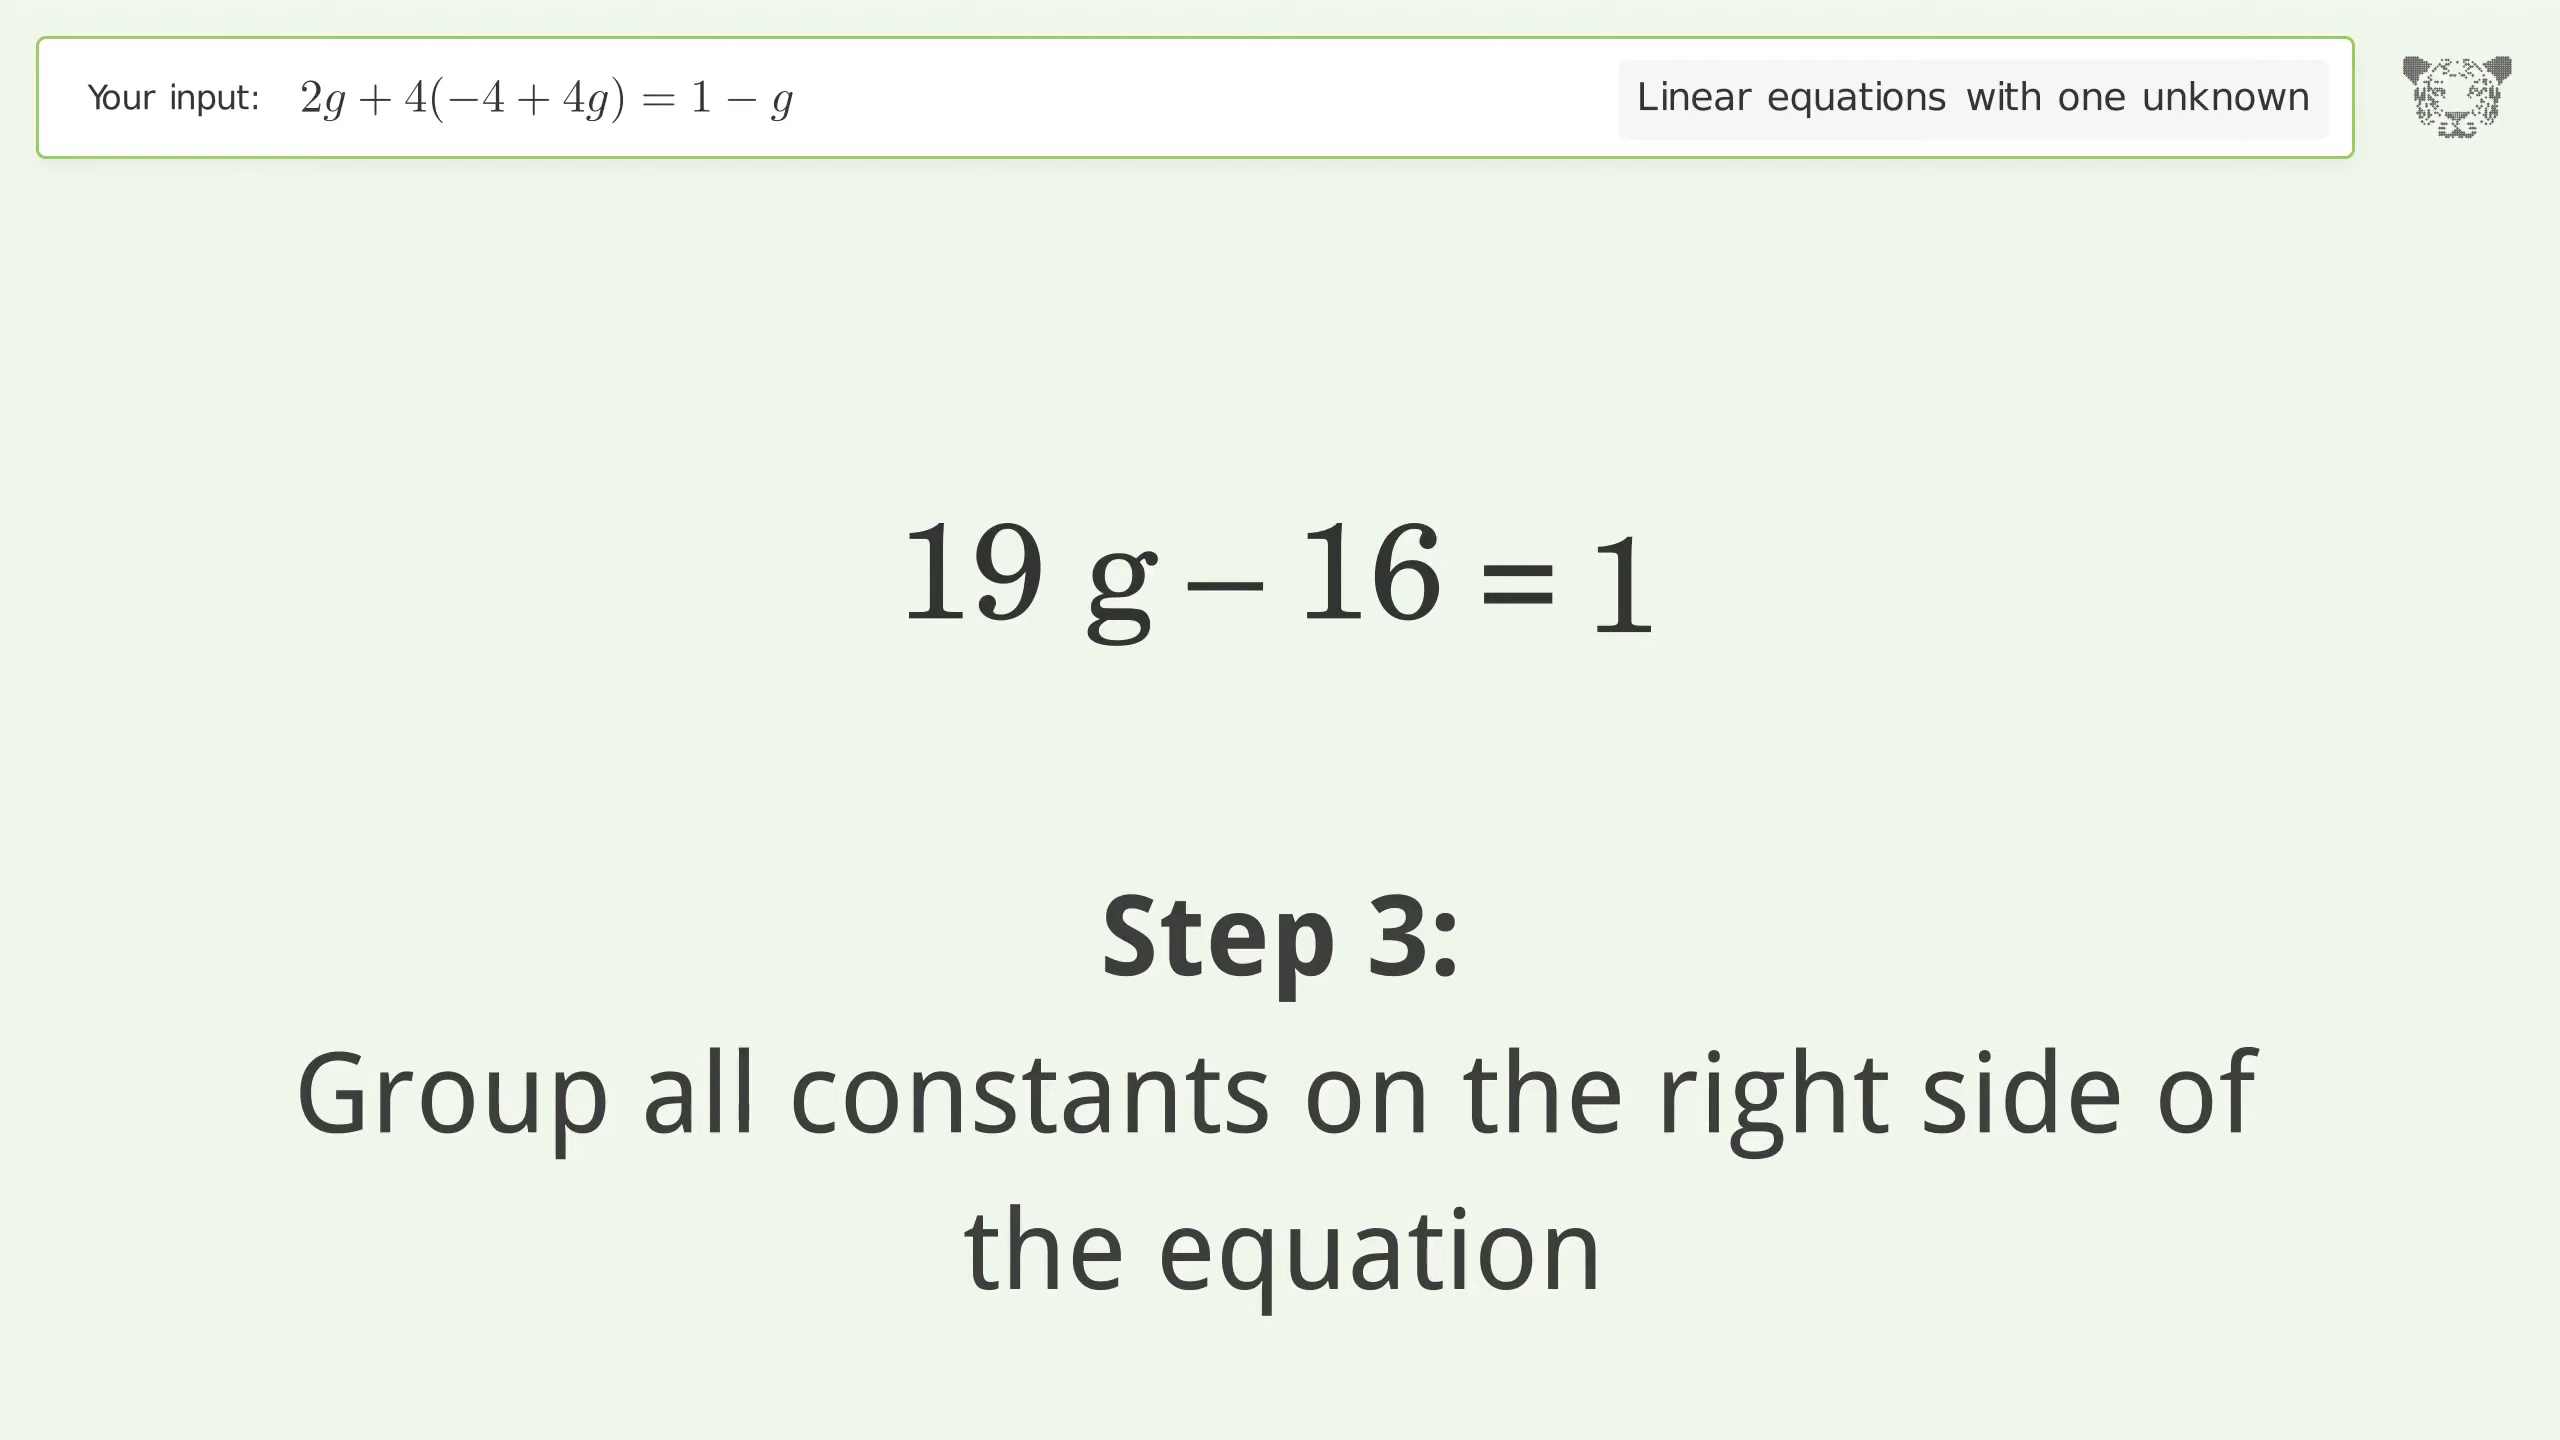 Your input: 2g + 4(−4 + 4g) = 1 − g
Linear equations with one unknown
19 g − 16 = 1
Step 3:
Group all constants on the right side of
the equation